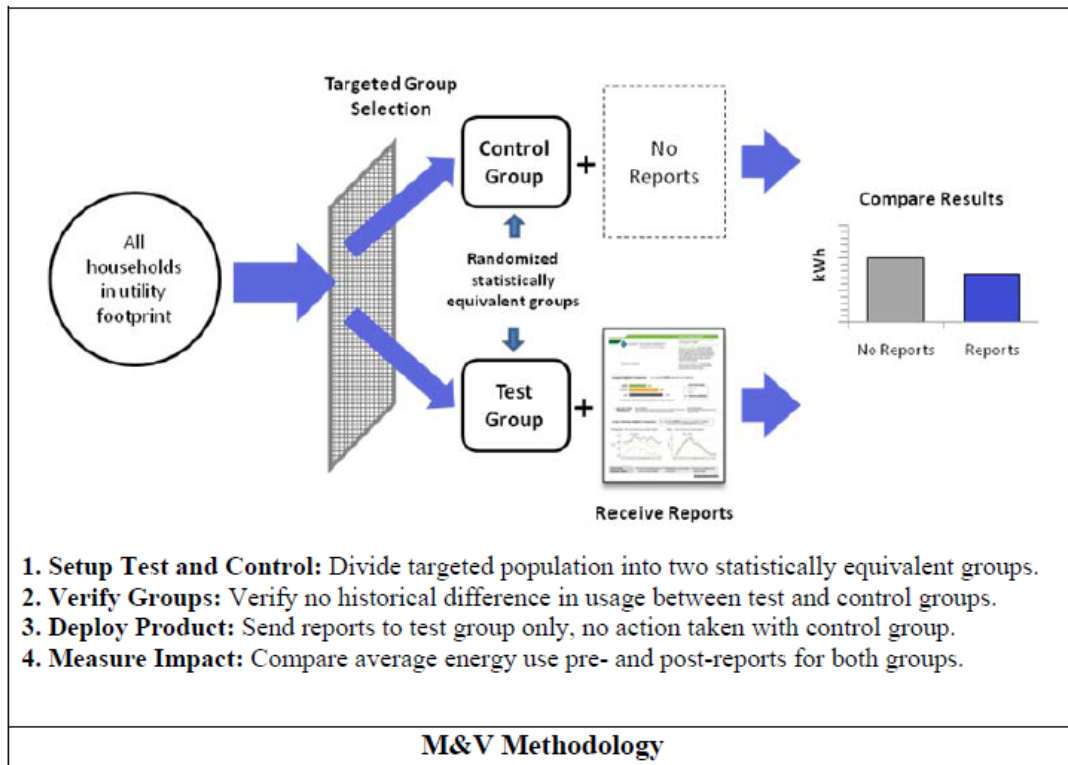 Targeted Group
Selection
All
households
in utility
footprint
Control
Group
+
No
Reports
Randomized
statistically
equivalent groups
Test
Group
+
Receive Reports
Compare Results
kWh
No Reports
Reports
1. Setup Test and Control: Divide targeted population into two statistically equivalent groups.
2. Verify Groups: Verify no historical difference in usage between test and control groups.
3. Deploy Product: Send reports to test group only, no action taken with control group.
4. Measure Impact: Compare average energy use pre- and post-reports for both groups.
M&V Methodology